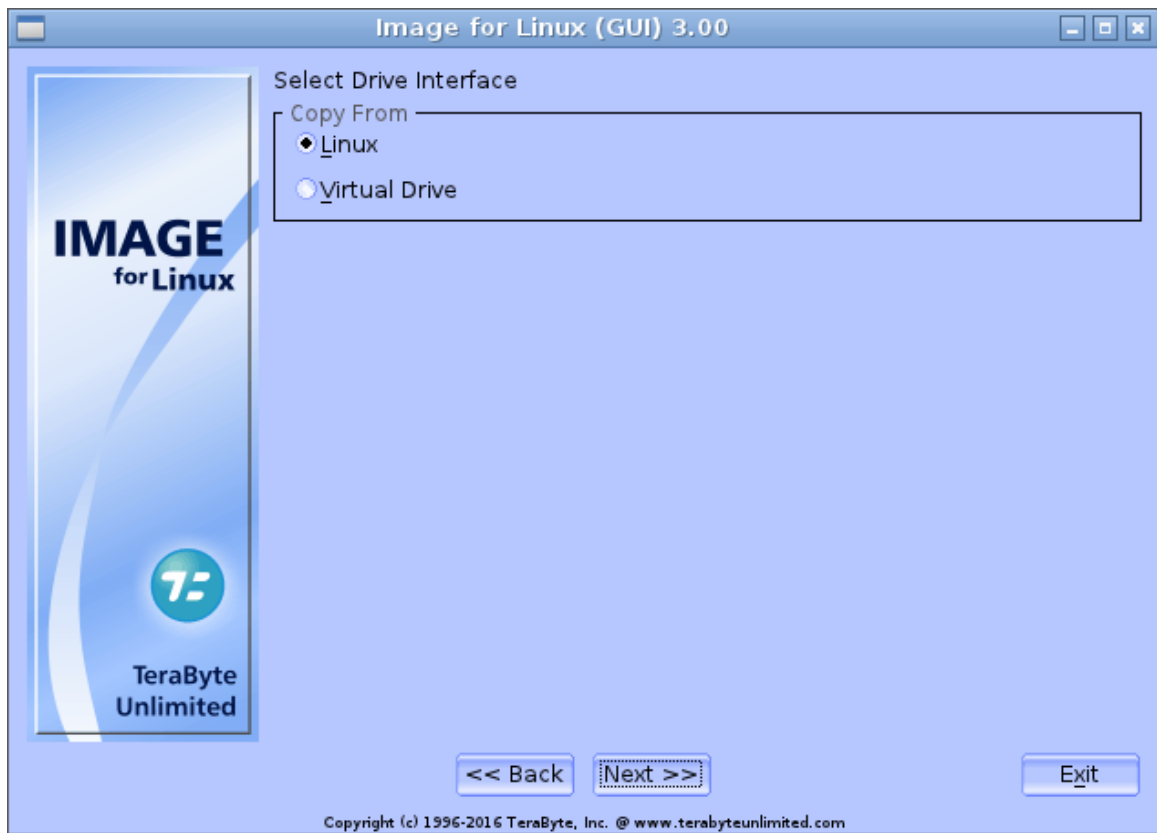 Image for Linux (GUI) 3.00
Select Drive Interface
Copy From
Linux
Virtual Drive
IMAGE
for Linux
TeraByte
Unlimited
<< Back
Next >>
Exit
Copyright (c) 1996-2016 TeraByte, Inc. @ www.terabyteunlimited.com